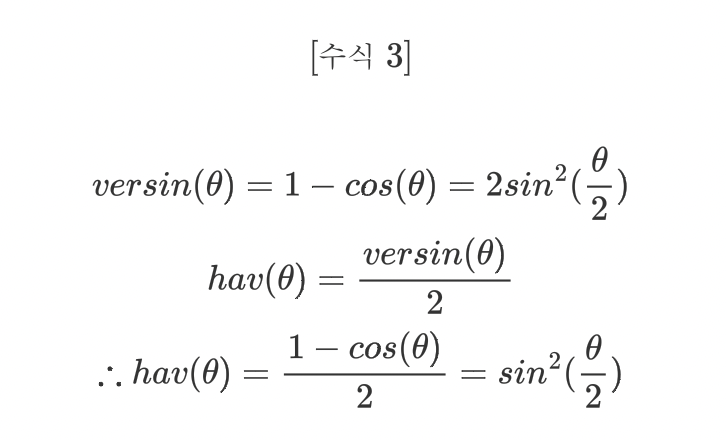 [수식 3]
versin(θ) = 1 − cos(θ) = 2sin²(θ/2)
hav(θ) = versin(θ)/2
∴ hav(θ) = (1 − cos(θ))/2 = sin²(θ/2)